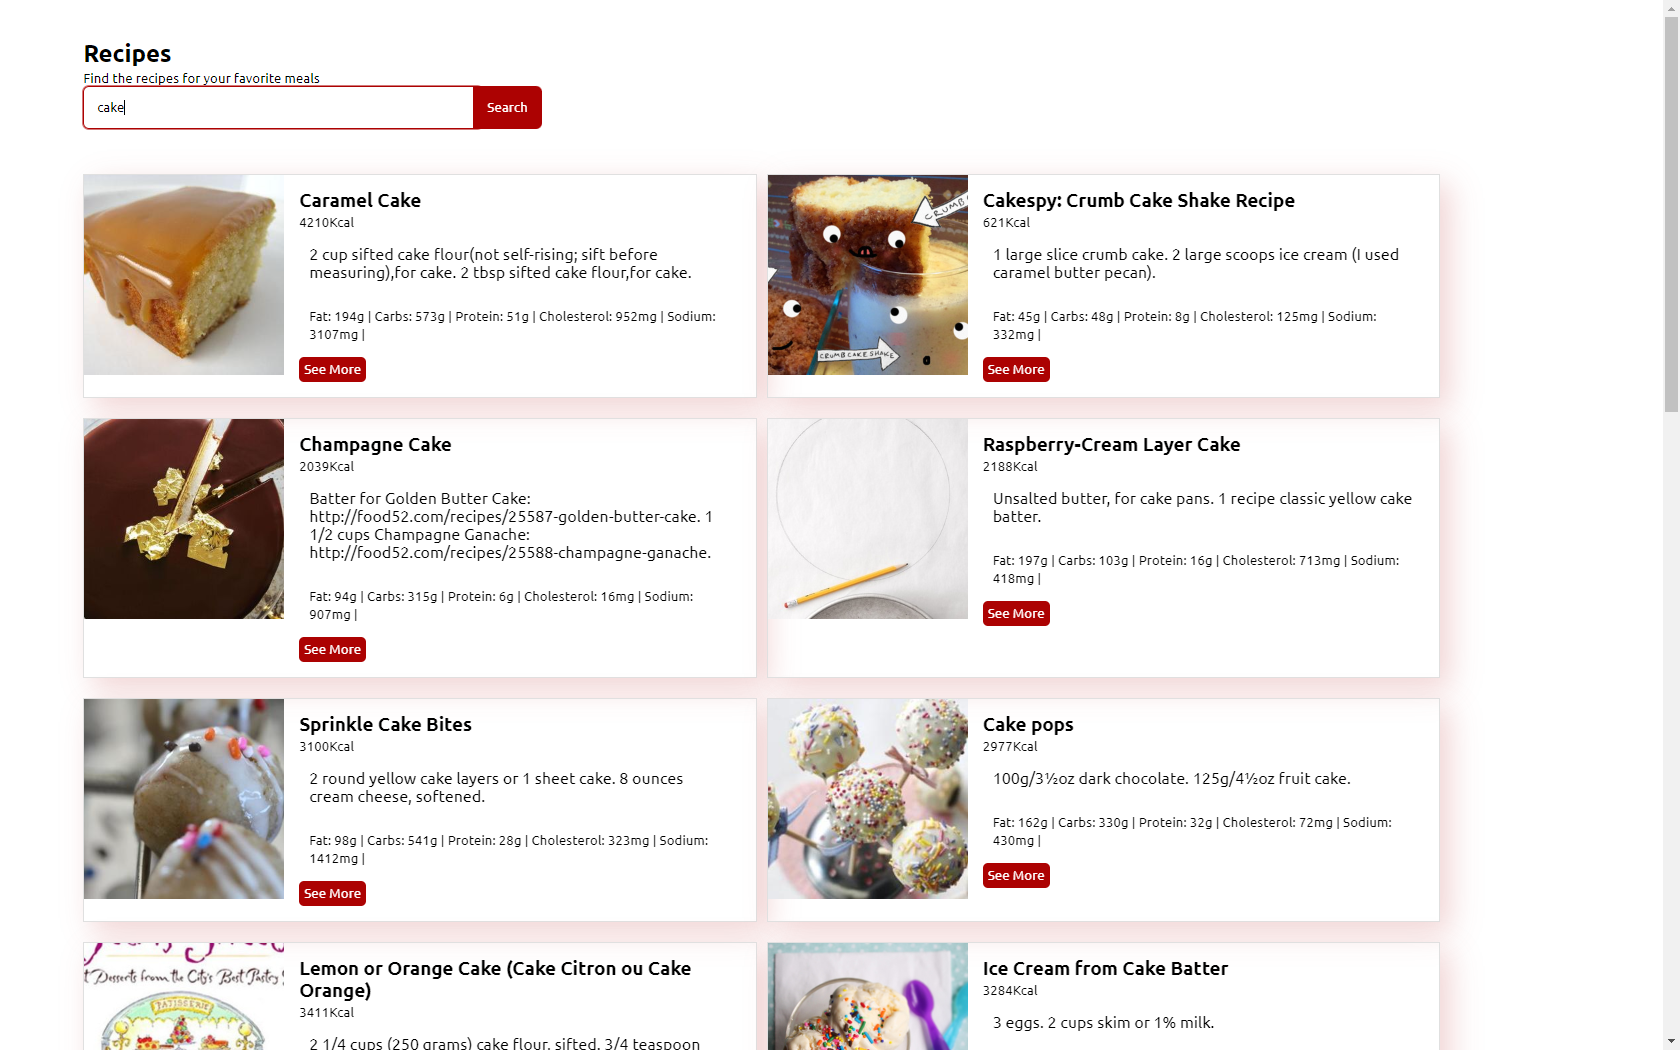 Recipes
Find the recipes for your favorite meals
cake
Search
Caramel Cake
4210Kcal
2 cup sifted cake flour(not self-rising; sift before
measuring),for cake. 2 tbsp sifted cake flour,for cake.
Fat: 194g | Carbs: 573g | Protein: 51g | Cholesterol: 952mg | Sodium:
3107mg |
See More
CRUMB
CRUMB CAKE SHAKE
Cakespy: Crumb Cake Shake Recipe
621Kcal
1 large slice crumb cake. 2 large scoops ice cream (I used
caramel butter pecan).
Fat: 45g | Carbs: 48g | Protein: 8g | Cholesterol: 125mg | Sodium:
332mg |
See More
Champagne Cake
2039Kcal
Batter for Golden Butter Cake:
http://food52.com/recipes/25587-golden-butter-cake. 1
1/2 cups Champagne Ganache:
http://food52.com/recipes/25588-champagne-ganache.
Fat: 94g | Carbs: 315g | Protein: 6g | Cholesterol: 16mg | Sodium:
907mg |
See More
Raspberry-Cream Layer Cake
2188Kcal
Unsalted butter, for cake pans. 1 recipe classic yellow cake
batter.
Fat: 197g | Carbs: 103g | Protein: 16g | Cholesterol: 713mg | Sodium:
418mg |
See More
Sprinkle Cake Bites
3100Kcal
2 round yellow cake layers or 1 sheet cake. 8 ounces
cream cheese, softened.
Fat: 98g | Carbs: 541g | Protein: 28g | Cholesterol: 323mg | Sodium:
1412mg |
See More
Cake pops
2977Kcal
100g/3½oz dark chocolate. 125g/4½oz fruit cake.
Fat: 162g | Carbs: 330g | Protein: 32g | Cholesterol: 72mg | Sodium:
430mg |
See More
Desserts from the City's Best Pastry
PATISSERIE
Lemon or Orange Cake (Cake Citron ou Cake
Orange)
3411Kcal
2 1/4 cups (250 grams) cake flour, sifted. 3/4 teaspoon
Ice Cream from Cake Batter
3284Kcal
3 eggs. 2 cups skim or 1% milk.